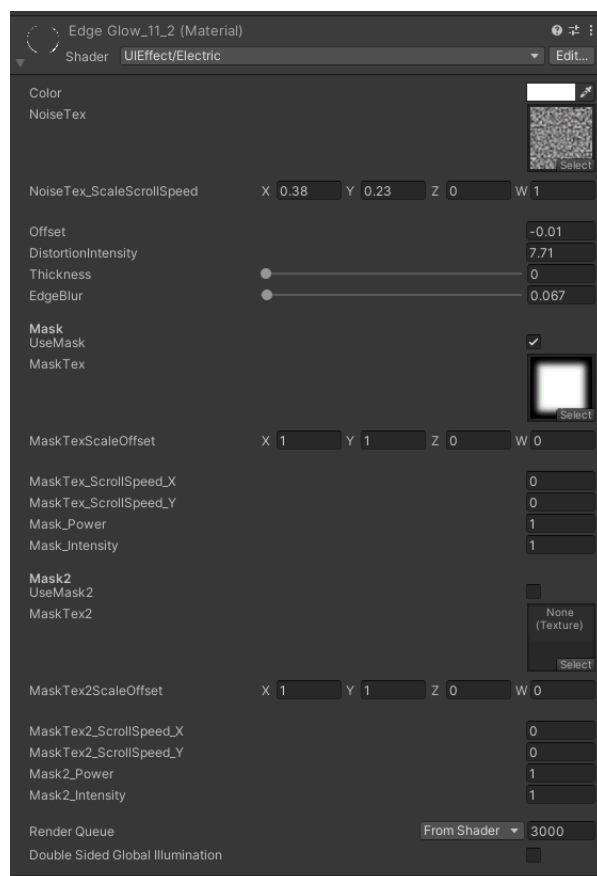 Edge Glow_11_2 (Material)
Shader UIEffect/Electric Edit...
Color
NoiseTex
Select
NoiseTex_ScaleScrollSpeed X 0.38 Y 0.23 Z 0 W 1
Offset -0.01
DistortionIntensity 7.71
Thickness 0
EdgeBlur 0.067
Mask
UseMask
MaskTex
Select
MaskTexScaleOffset X 1 Y 1 Z 0 W 0
MaskTex_ScrollSpeed_X 0
MaskTex_ScrollSpeed_Y 0
Mask_Power 1
Mask_Intensity 1
Mask2
UseMask2
MaskTex2 None
(Texture)
Select
MaskTex2ScaleOffset X 1 Y 1 Z 0 W 0
MaskTex2_ScrollSpeed_X 0
MaskTex2_ScrollSpeed_Y 0
Mask2_Power 1
Mask2_Intensity 1
Render Queue From Shader 3000
Double Sided Global Illumination